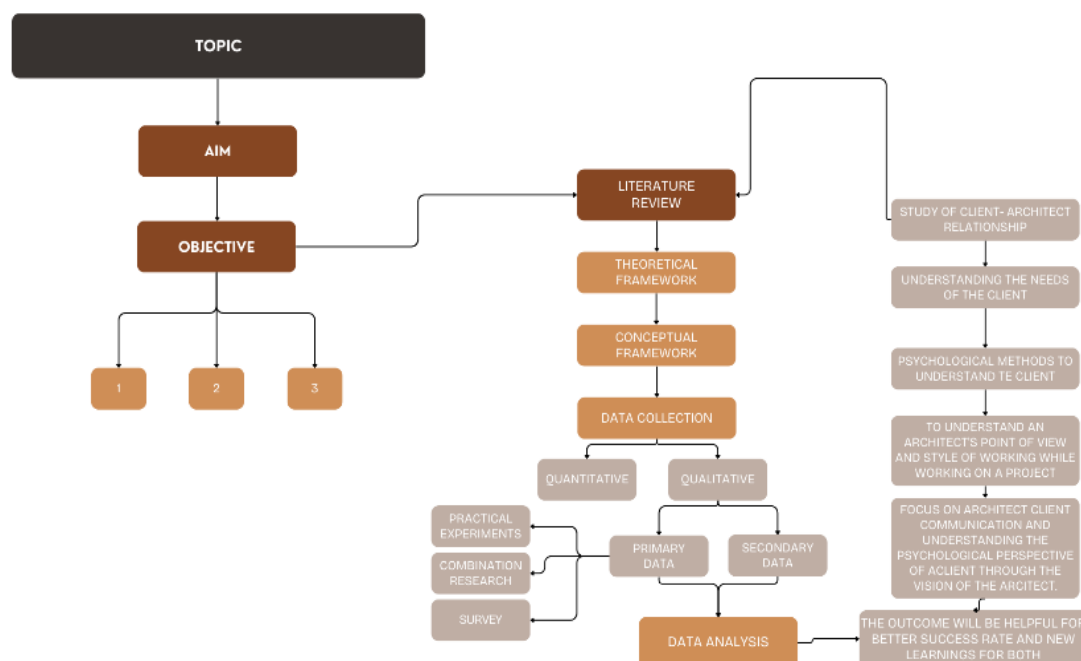 TOPIC
AIM
OBJECTIVE
1
2
3
LITERATURE
REVIEW
THEORETICAL
FRAMEWORK
CONCEPTUAL
FRAMEWORK
DATA COLLECTION
QUANTITATIVE
QUALITATIVE
PRACTICAL
EXPERIMENTS
COMBINATION
RESEARCH
SURVEY
PRIMARY
DATA
SECONDARY
DATA
DATA ANALYSIS
STUDY OF CLIENT- ARCHITECT
RELATIONSHIP
UNDERSTANDING THE NEEDS
OF THE CLIENT
PSYCHOLOGICAL METHODS TO
UNDERSTAND TE CLIENT
TO UNDERSTAND AN
ARCHITECT'S POINT OF VIEW
AND STYLE OF WORKING WHILE
WORKING ON A PROJECT
FOCUS ON ARCHITECT CLIENT
COMMUNICATION AND
UNDERSTANDING THE
PSYCHOLOGICAL PERSPECTIVE
OF ACLIENT THROUGH THE
VISION OF THE ARCITECT.
THE OUTCOME WILL BE HELPFUL FOR
BETTER SUCCESS RATE AND NEW
LEARNINGS FOR BOTH